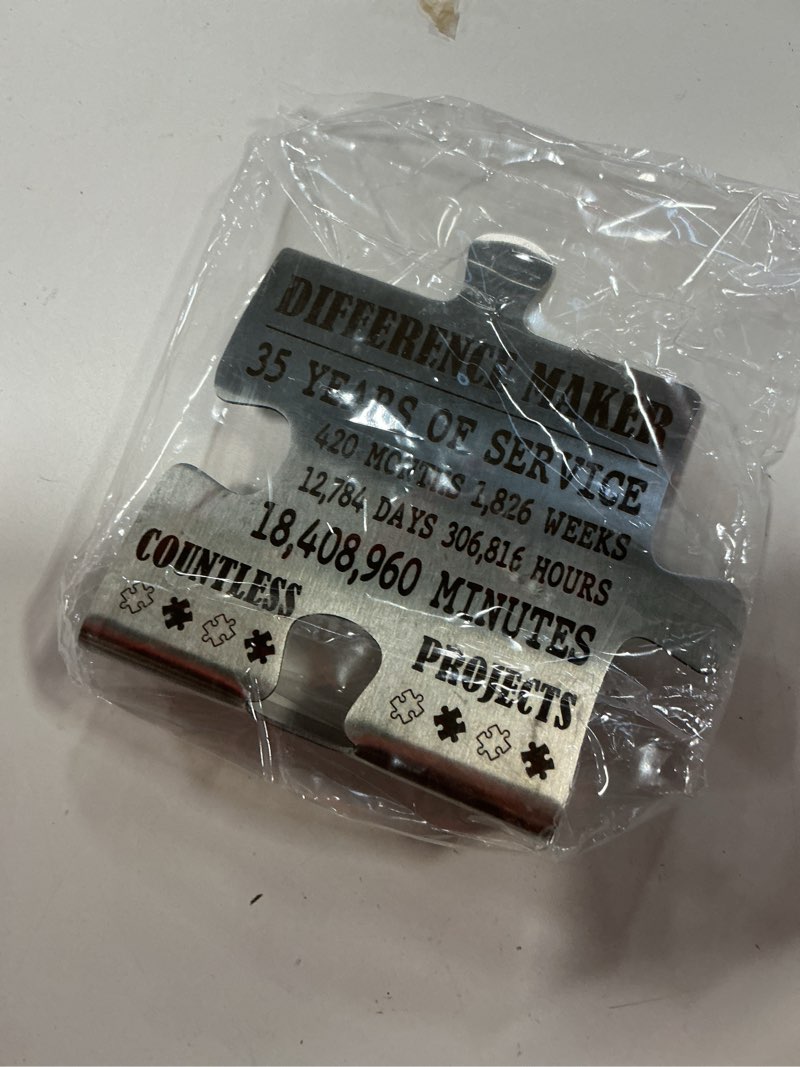 DIFFERENCE MAKER
35 YEARS OF SERVICE
420 MONTHS 1,826 WEEKS
12,784 DAYS 306,816 HOURS
18,408,960 MINUTES
COUNTLESS
PROJECTS